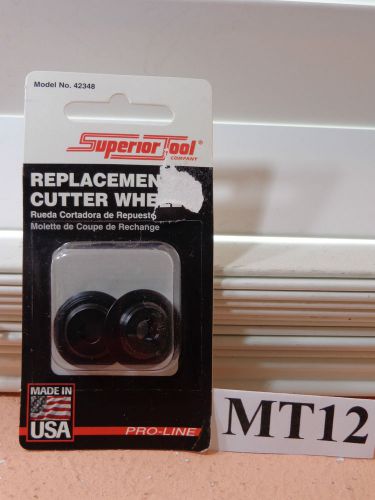 Model No. 42348
Superior Tool®
COMPANY
REPLACEMEN
CUTTER WHE
Rueda Cortadora de Repuesto
Molette de Coupe de Rechange
MADE IN
USA
PRO-LINE
MT12